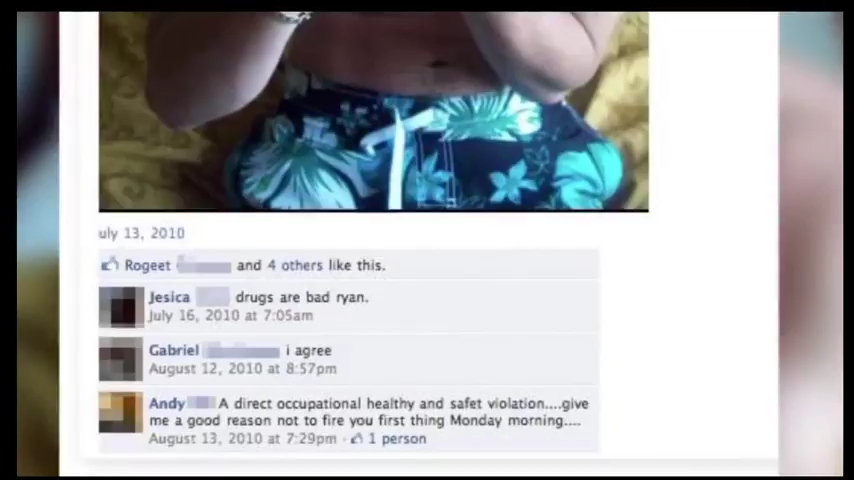 uly 13, 2010
Rogeet and 4 others like this.
Jesica drugs are bad ryan.
July 16, 2010 at 7:05am
Gabriel i agree
August 12, 2010 at 8:57pm
Andy A direct occupational healthy and safet violation....give
me a good reason not to fire you first thing Monday morning....
August 13, 2010 at 7:29pm · 1 person